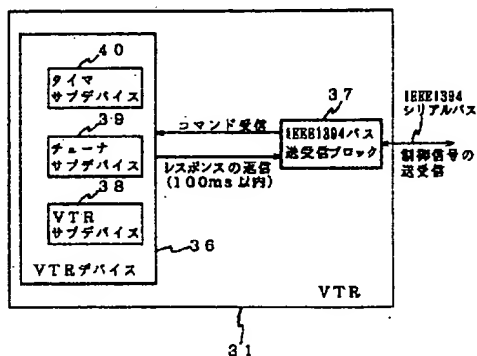 40
タイマ
サブデバイス
39
チューナ
サブデバイス
38
VTR
サブデバイス
36
VTRデバイス
コマンド受信
レスポンスの返信
(100ms以内)
37
IEEE1394バス
送受信ブロック
IEEE1394
シリアルバス
制御信号の
送受信
VTR
31